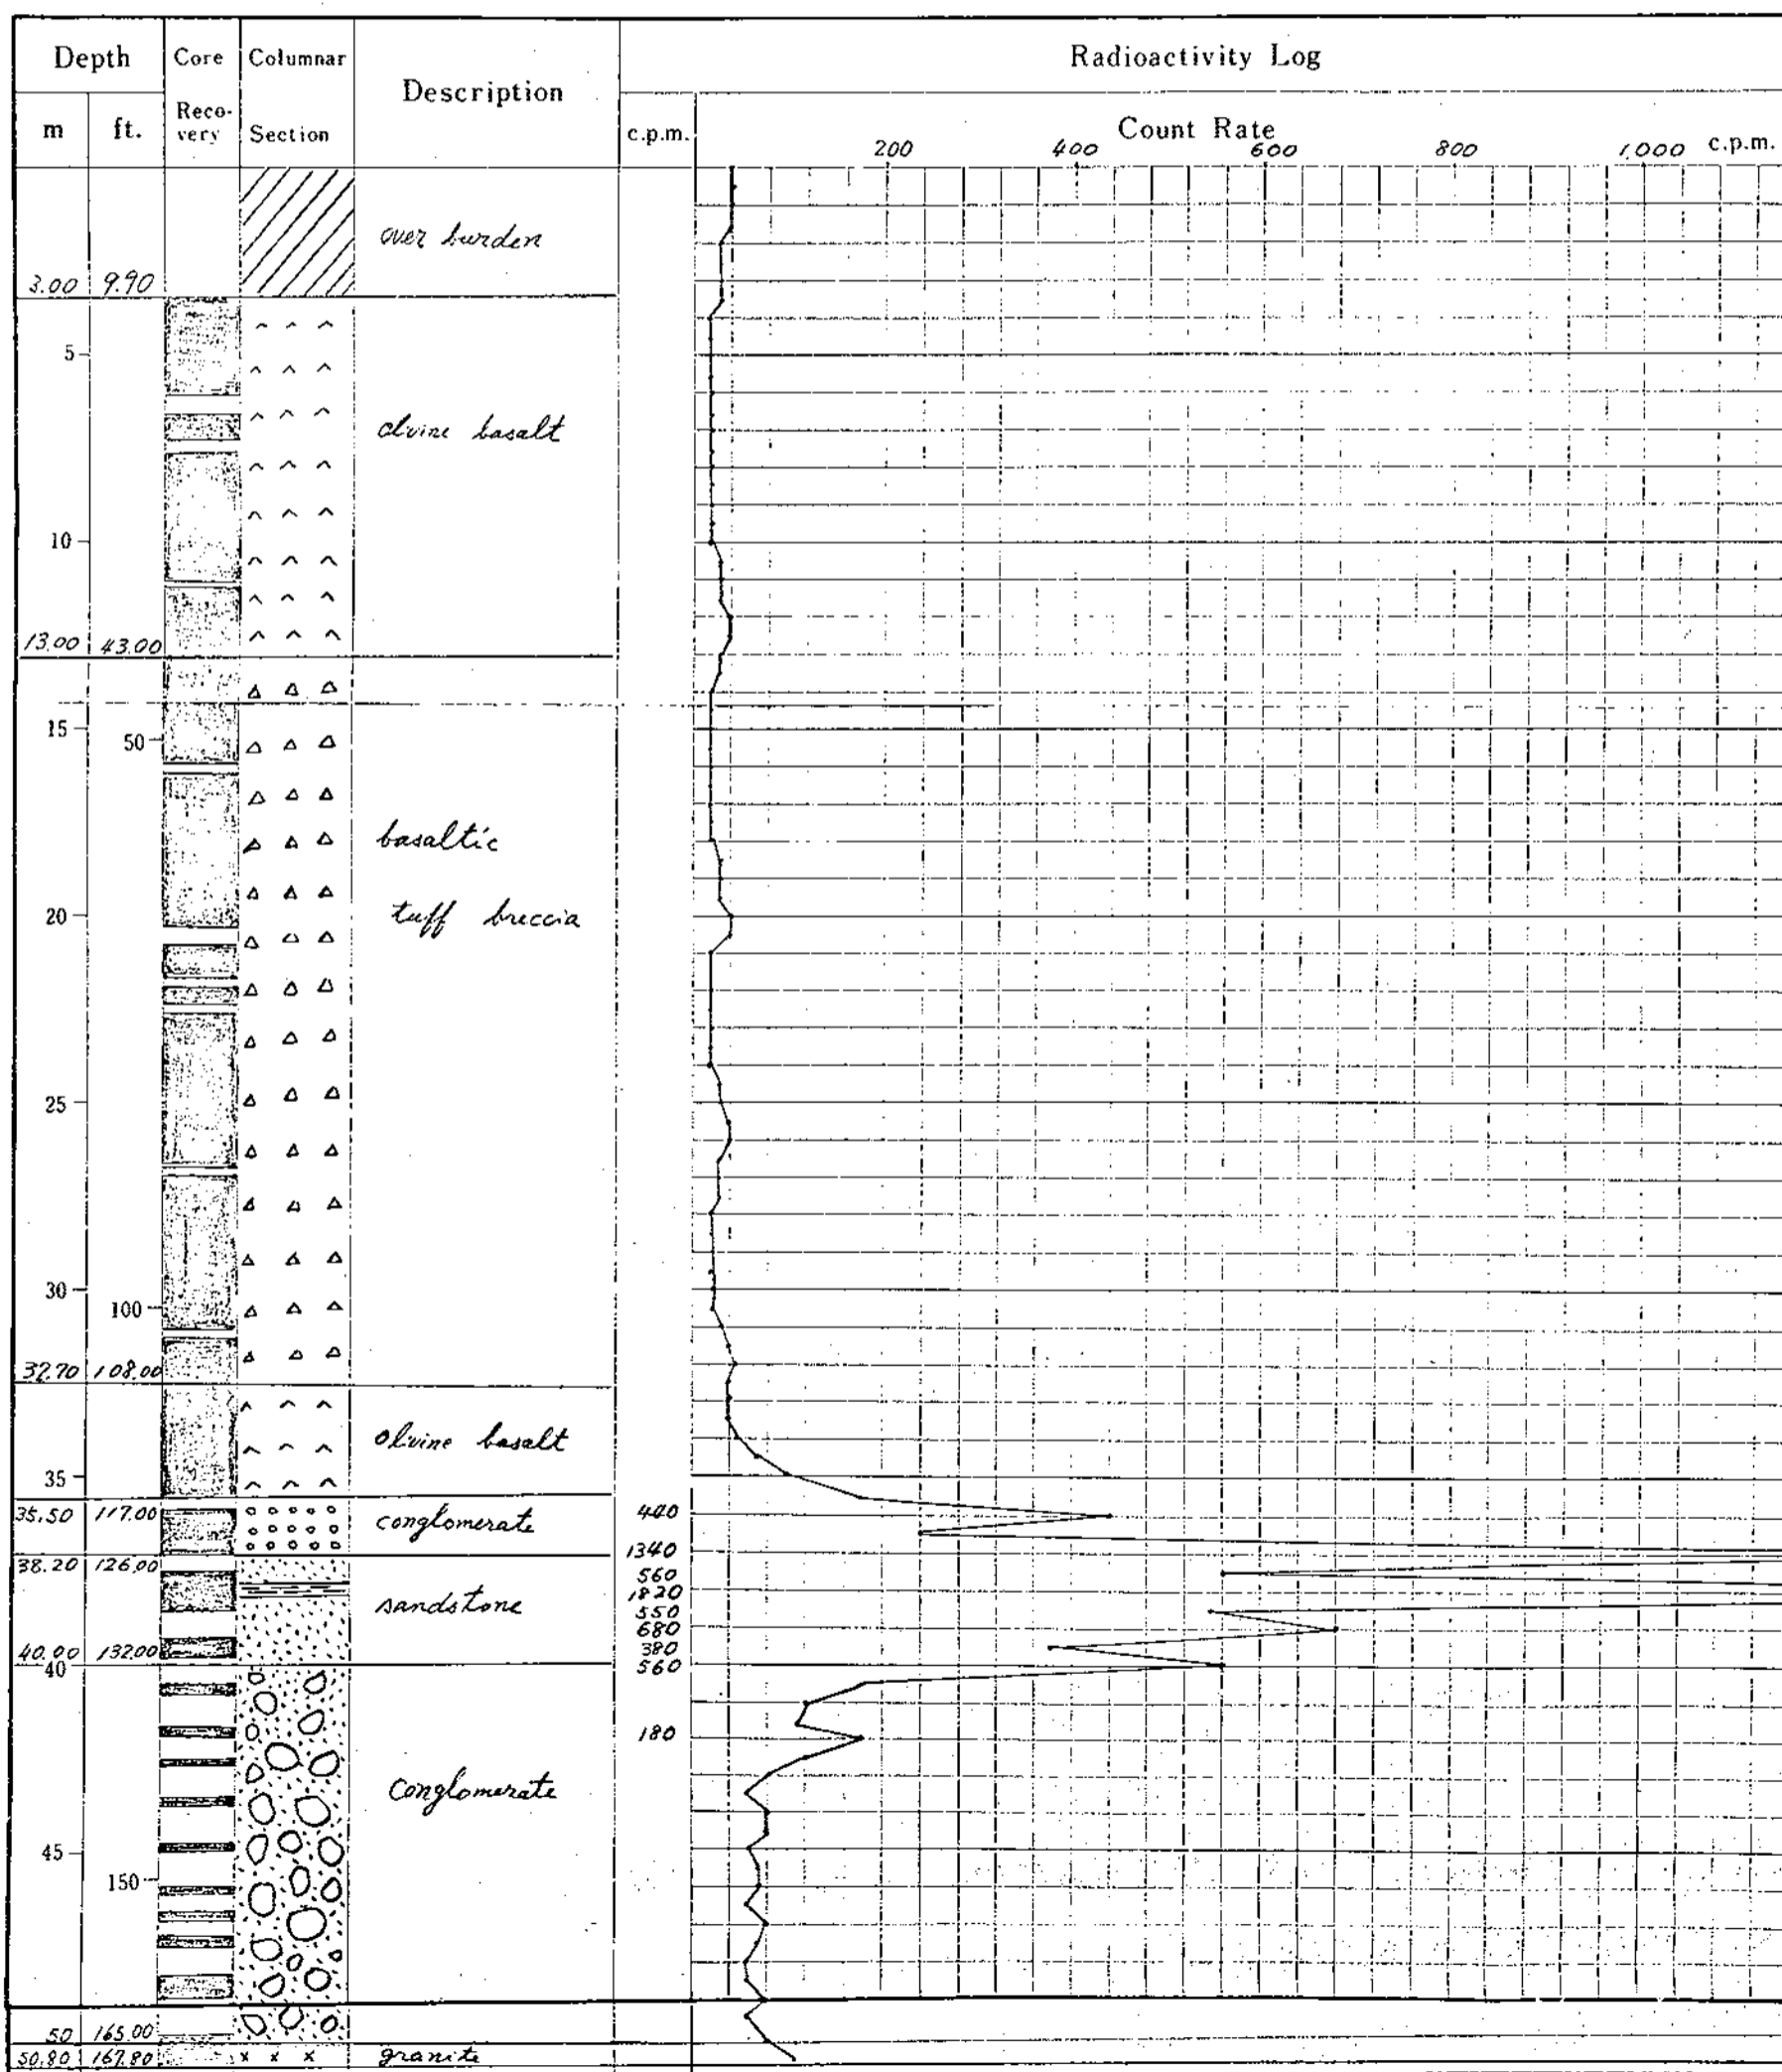 Depth
Core Recovery
Columnar Section
Description
Radioactivity Log
m
ft.
c.p.m.
Count Rate
200
400
600
800
1,000
c.p.m.
over burden
3.00 9.90
5
olvine basalt
10
13.00 43.00
15
50
basaltic
tuff breccia
20
25
30
100
32.70 108.00
olivine basalt
35
35.50 117.00
conglomerate
440
1340
38.20 126.00
560
1820
sandstone
550
680
380
40.00 132.00
560
40
180
conglomerate
45
150
50 165.00
50.80 167.80
granite